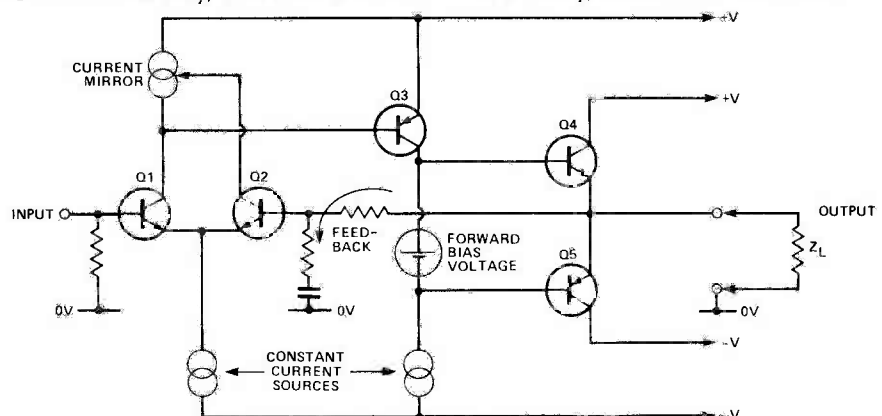 +V
CURRENT
MIRROR
Q3
+V
Q4
Q1
Q2
INPUT
OUTPUT
FEED-
BACK
FORWARD
BIAS
VOLTAGE
ZL
Q5
0V
0V
0V
-V
CONSTANT
CURRENT
SOURCES
-V